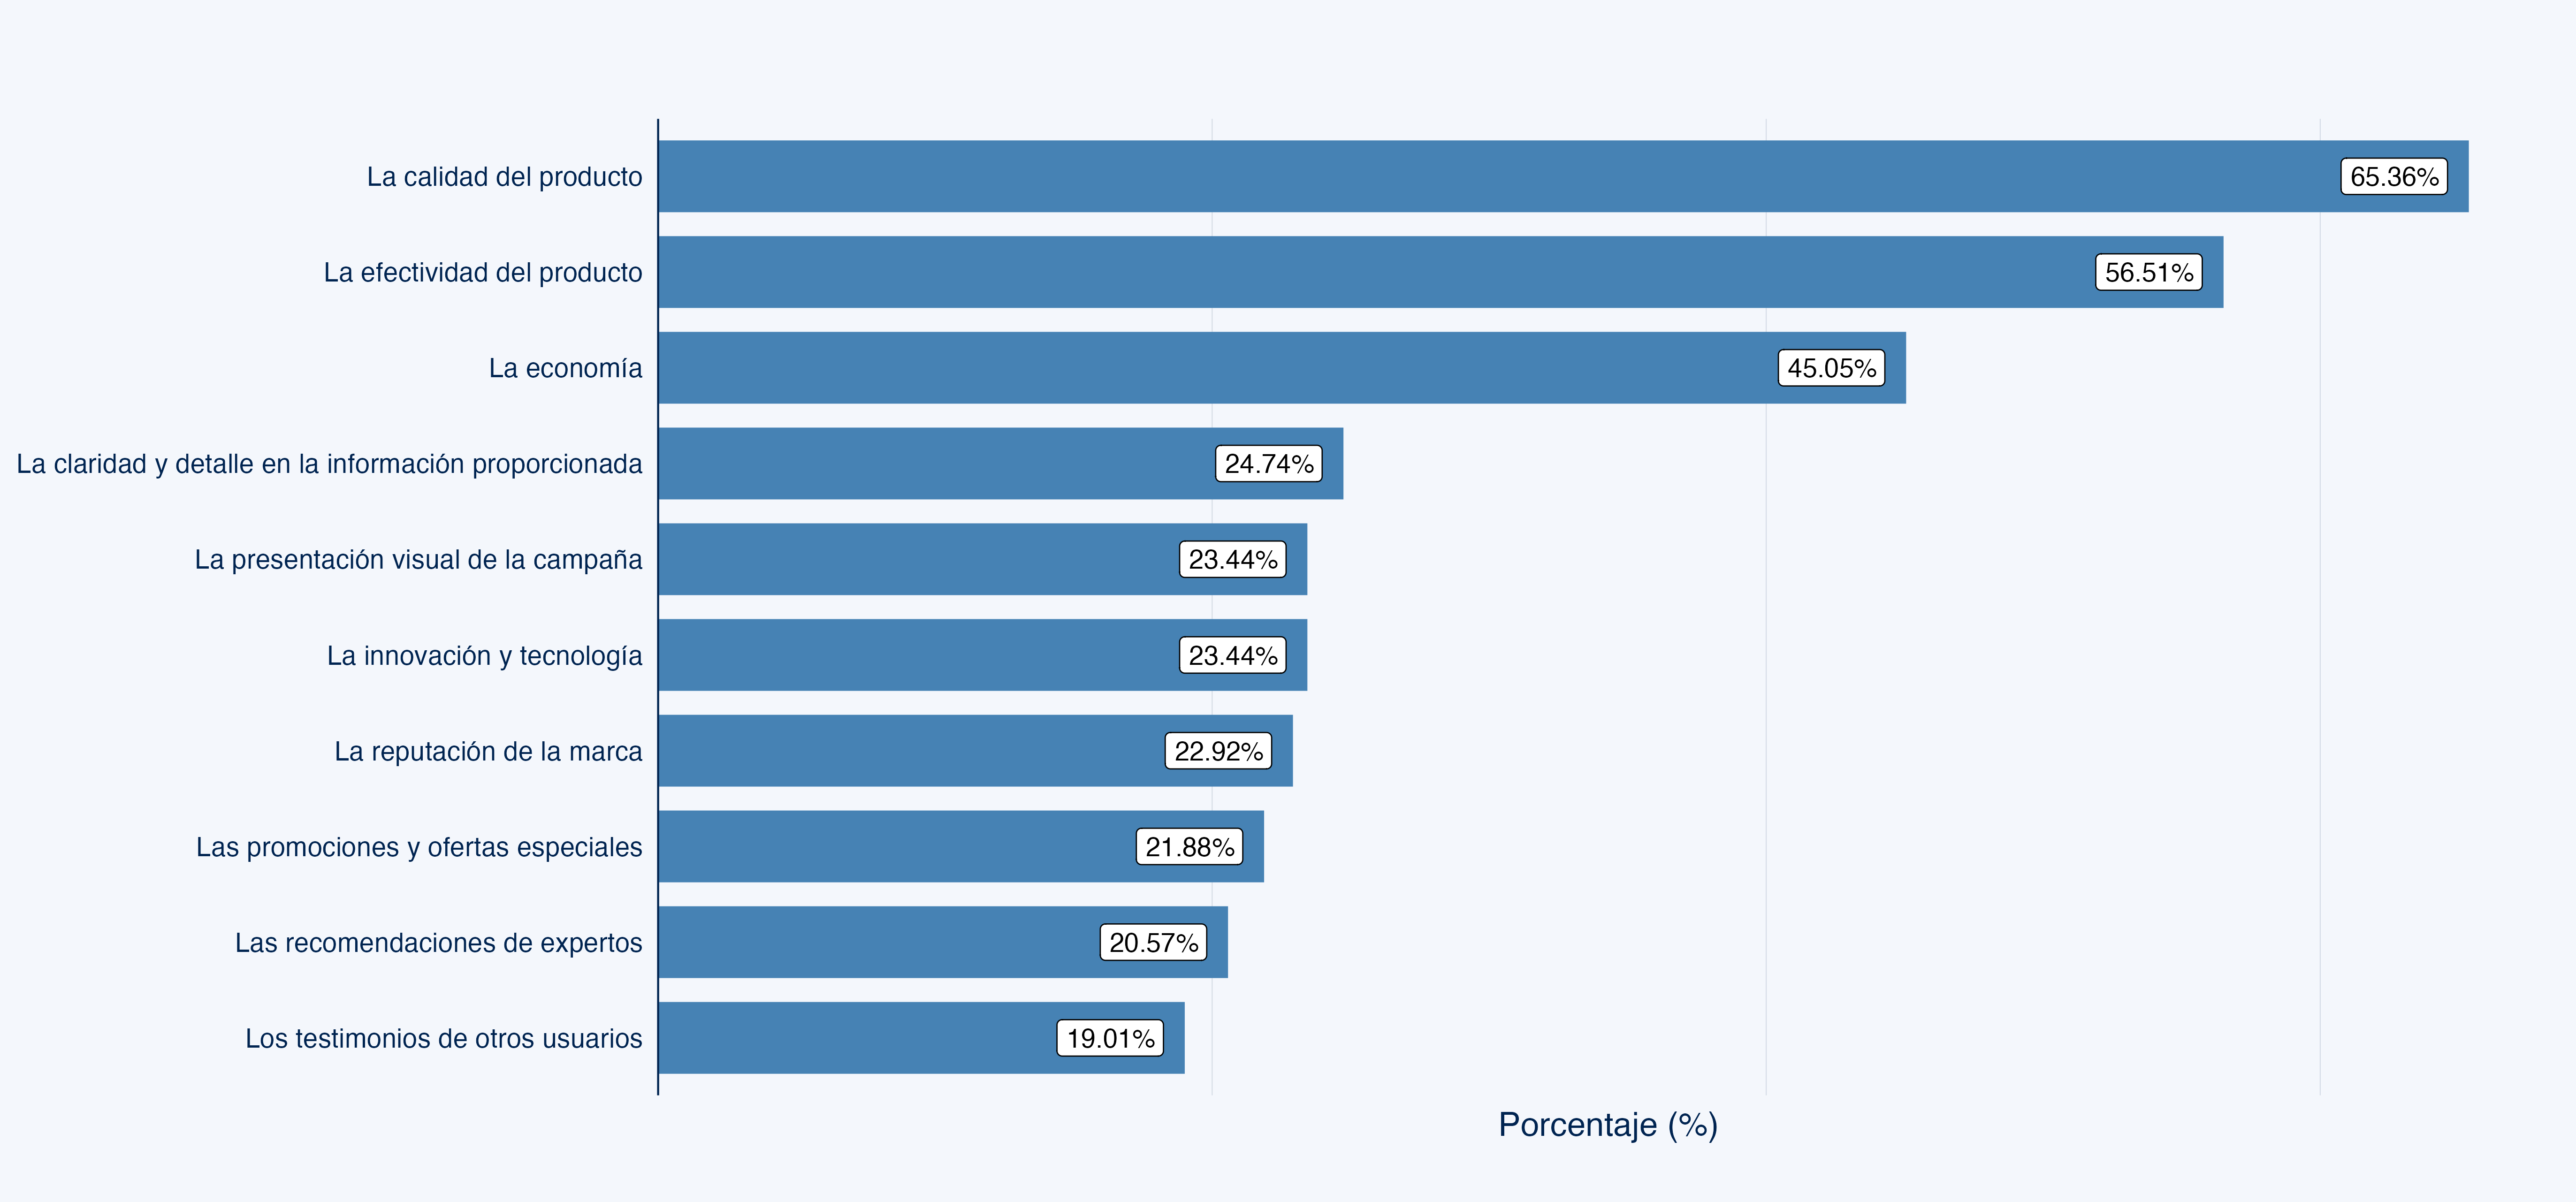 La calidad del producto 65.36%
La efectividad del producto 56.51%
La economía 45.05%
La claridad y detalle en la información proporcionada 24.74%
La presentación visual de la campaña 23.44%
La innovación y tecnología 23.44%
La reputación de la marca 22.92%
Las promociones y ofertas especiales 21.88%
Las recomendaciones de expertos 20.57%
Los testimonios de otros usuarios 19.01%
Porcentaje (%)